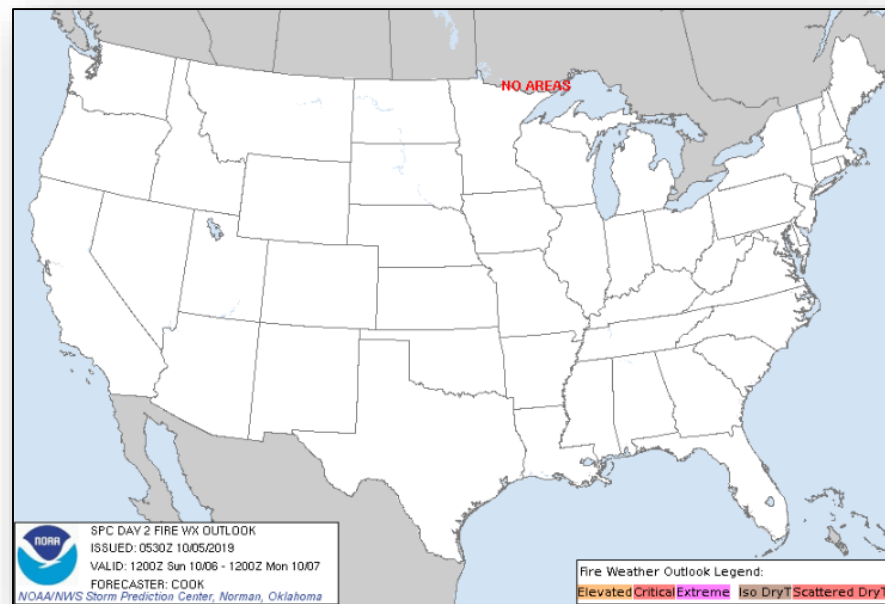 NO AREAS
NOAA
SPC DAY 2 FIRE WX OUTLOOK
ISSUED: 0530Z 10/05/2019
VALID: 1200Z Sun 10/06 - 1200Z Mon 10/07
FORECASTER: COOK
NOAA/NWS Storm Prediction Center, Norman, Oklahoma
Fire Weather Outlook Legend:
Elevated Critical Extreme Iso DryT Scattered DryT